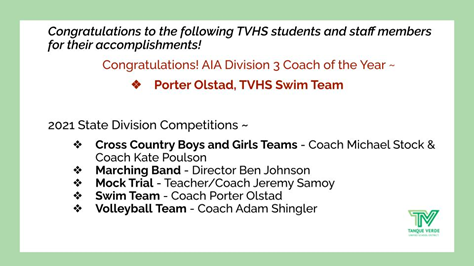 Congratulations to the following TVHS students and staff members
for their accomplishments!
Congratulations! AIA Division 3 Coach of the Year ~
❖ Porter Olstad, TVHS Swim Team
2021 State Division Competitions ~
❖ Cross Country Boys and Girls Teams - Coach Michael Stock &
Coach Kate Poulson
❖ Marching Band - Director Ben Johnson
❖ Mock Trial - Teacher/Coach Jeremy Samoy
❖ Swim Team - Coach Porter Olstad
❖ Volleyball Team - Coach Adam Shingler
TV
TANQUE VERDE